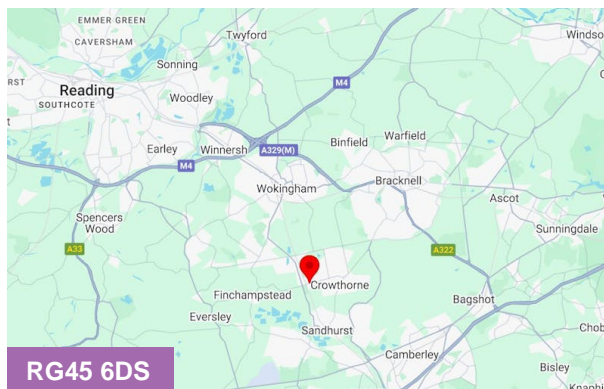 EMMER GREEN
CAVERSHAM
Twyford
Windso
Sonning
M4
Reading
Woodley
SOUTHCOTE
A329(M)
Binfield
Warfield
Earley
Winnersh
M4
Wokingham
Bracknell
Ascot
Spencers
Wood
Sunningdale
A33
A322
Crowthorne
Finchampstead
Bagshot
Eversley
Sandhurst
Chob
Camberley
Bisley
RG45 6DS